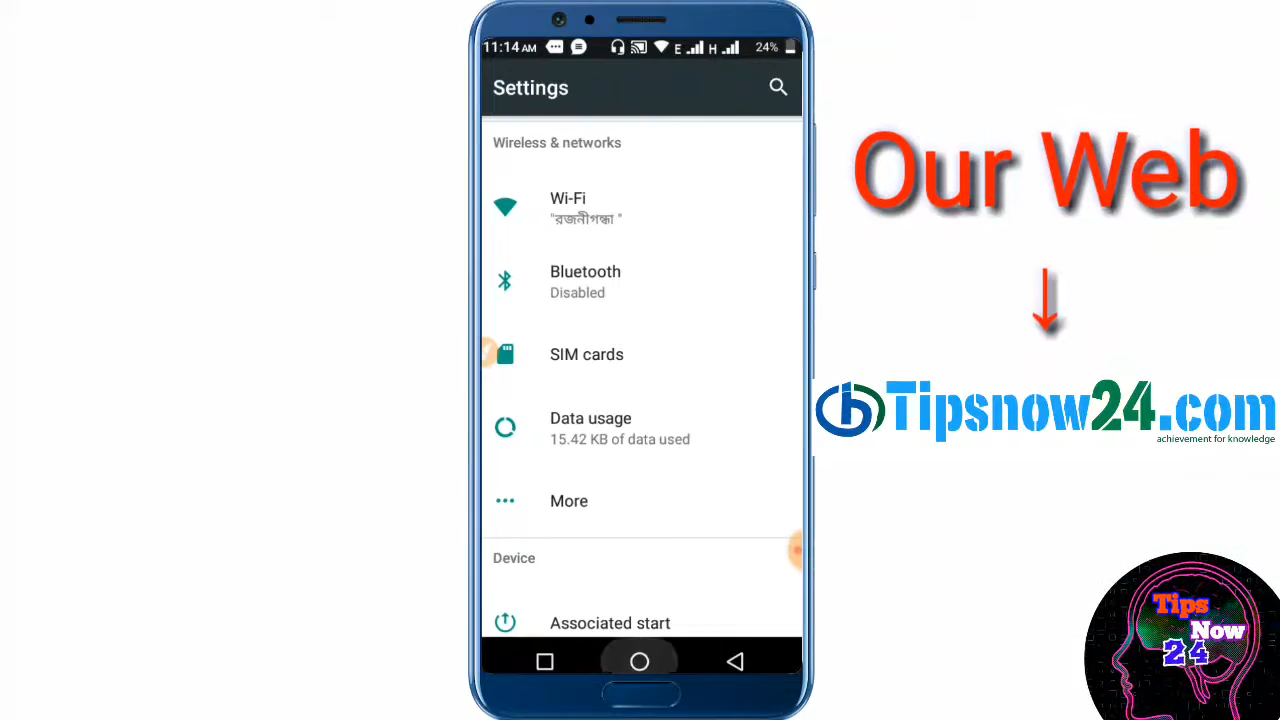 11:14 AM
E
H
24%
Settings
Wireless & networks
Wi-Fi
"রজনীগন্ধা "
Bluetooth
Disabled
SIM cards
Data usage
15.42 KB of data used
More
Device
Associated start
Our Web
↓
Tipsnow24.com
achievement for knowledge
Tips
Now
24